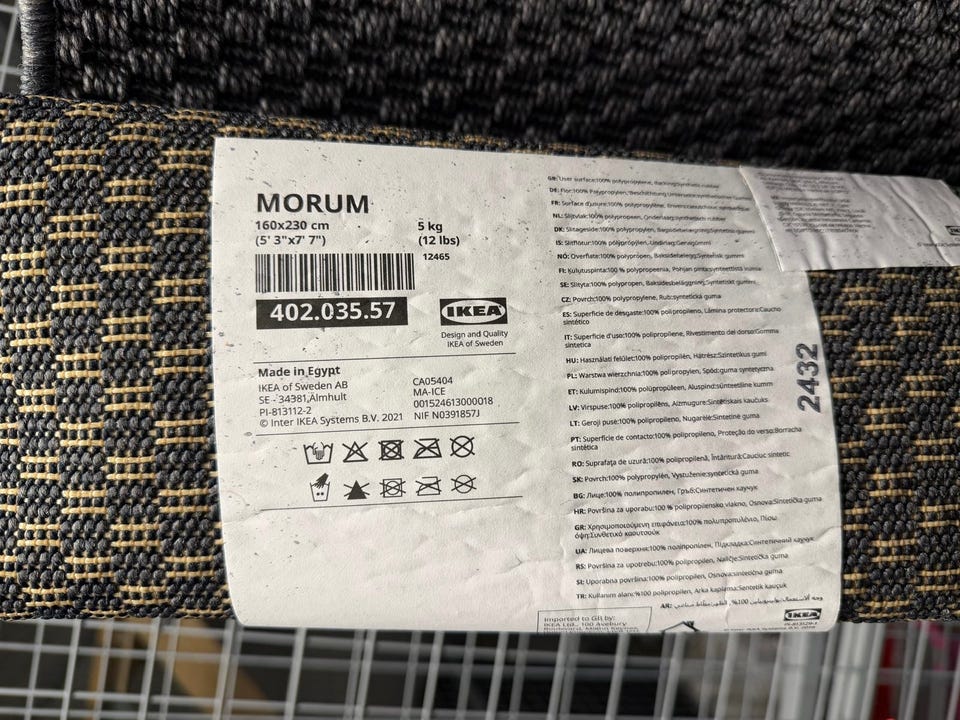 MORUM
160x230 cm
(5' 3"x7' 7")
5 kg
(12 lbs)
12465
402.035.57
IKEA
Design and Quality
IKEA of Sweden
Made in Egypt
IKEA of Sweden AB
SE - 34381,Älmhult
PI-813112-2
© Inter IKEA Systems B.V. 2021
CA05404
MA-ICE
001524613000018
NIF N0391857J
GB: User surface:100% polypropylene, Backing:Synthetic rubber
DE: Flor:100% Polypropylen, Beschichtung Unterseite:
FR: Surface d'usure:100% polypropylène,
NL: Slijtvlak:100% polypropeen, Onderlaag:synthetisch rubber
DK: Slitageside:100% polypropylen, Bagsidebelægning:Syntetisk gummi
IS: Slitflötur:100% pólýprópýlen, Undirlag:Gervigúmmí
NO: Overflate:100% polypropen, Baksidebelegg:Syntetisk gummi
FI: Kulutuspinta:100 % polypropeenia, Pohjan pinta:synteettistä kumia
SE: Slityta:100% polypropen, Baksidesbeläggning:Syntetiskt gummi
CZ: Povrch:100% polypropylene, Rub:syntetická guma
ES: Superficie de desgaste:100% polipropileno, Lámina protectora:Caucho
sintético
IT: Superficie d'uso:100% polipropilene, Rivestimento del dorso:Gomma
sintetica
HU: Használati felület:100% polipropilén, Hátrész:Szintetikus gumi
PL: Warstwa wierzchnia:100% polipropylen, Spód:guma syntetyczna
ET: Kulumispind:100% polüpropüleen, Aluspind:sünteetiline kumm
LV: Virspuse:100% polipropilēns, Aizmugure:Sintētiskais kaučuks
LT: Geroji pusė:100% polipropileno, Nugarėlė:Sintetinė guma
PT: Superfície de contacto:100% polipropileno, Proteção do verso:Borracha
sintética
RO: Suprafaţa de uzură:100% polipropilenă, Întăritură:Cauciuc sintetic
SK: Povrch:100% polypropylén, Vystuženie:syntetická guma
BG: Лице:100% полипропилен, Гръб:Синтетичен каучук
HR: Površina za uporabu:100 % polipropilensko vlakno, Osnova:Sintetička guma
GR: Χρησιμοποιούμενη επιφάνεια:100% πολυπροπυλένιο, Πίσω
όψη:Συνθετικό καουτσούκ
UA: Лицева поверхня:100% поліпропілен, Підкладка:Синтетичний каучук
RS: Površina za upotrebu:100% polipropilen, Naličje:Sintetička guma
SI: Uporabna površina:100% polipropilen, Osnova:sintetična guma
TR: Kullanım alanı:%100 polipropilen, Arka kaplama:Sentetik kauçuk
AR:
Imported to GB by:
IKEA Ltd., 100 Avebury
IKEA
2432